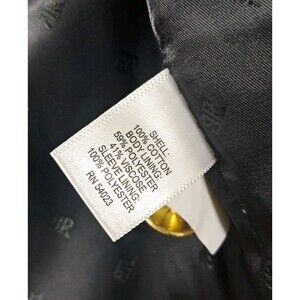 SHELL:
100% COTTON
BODY LINING:
59% POLYESTER
41% VISCOSE
SLEEVE LINING:
100% POLYESTER
RN 54023